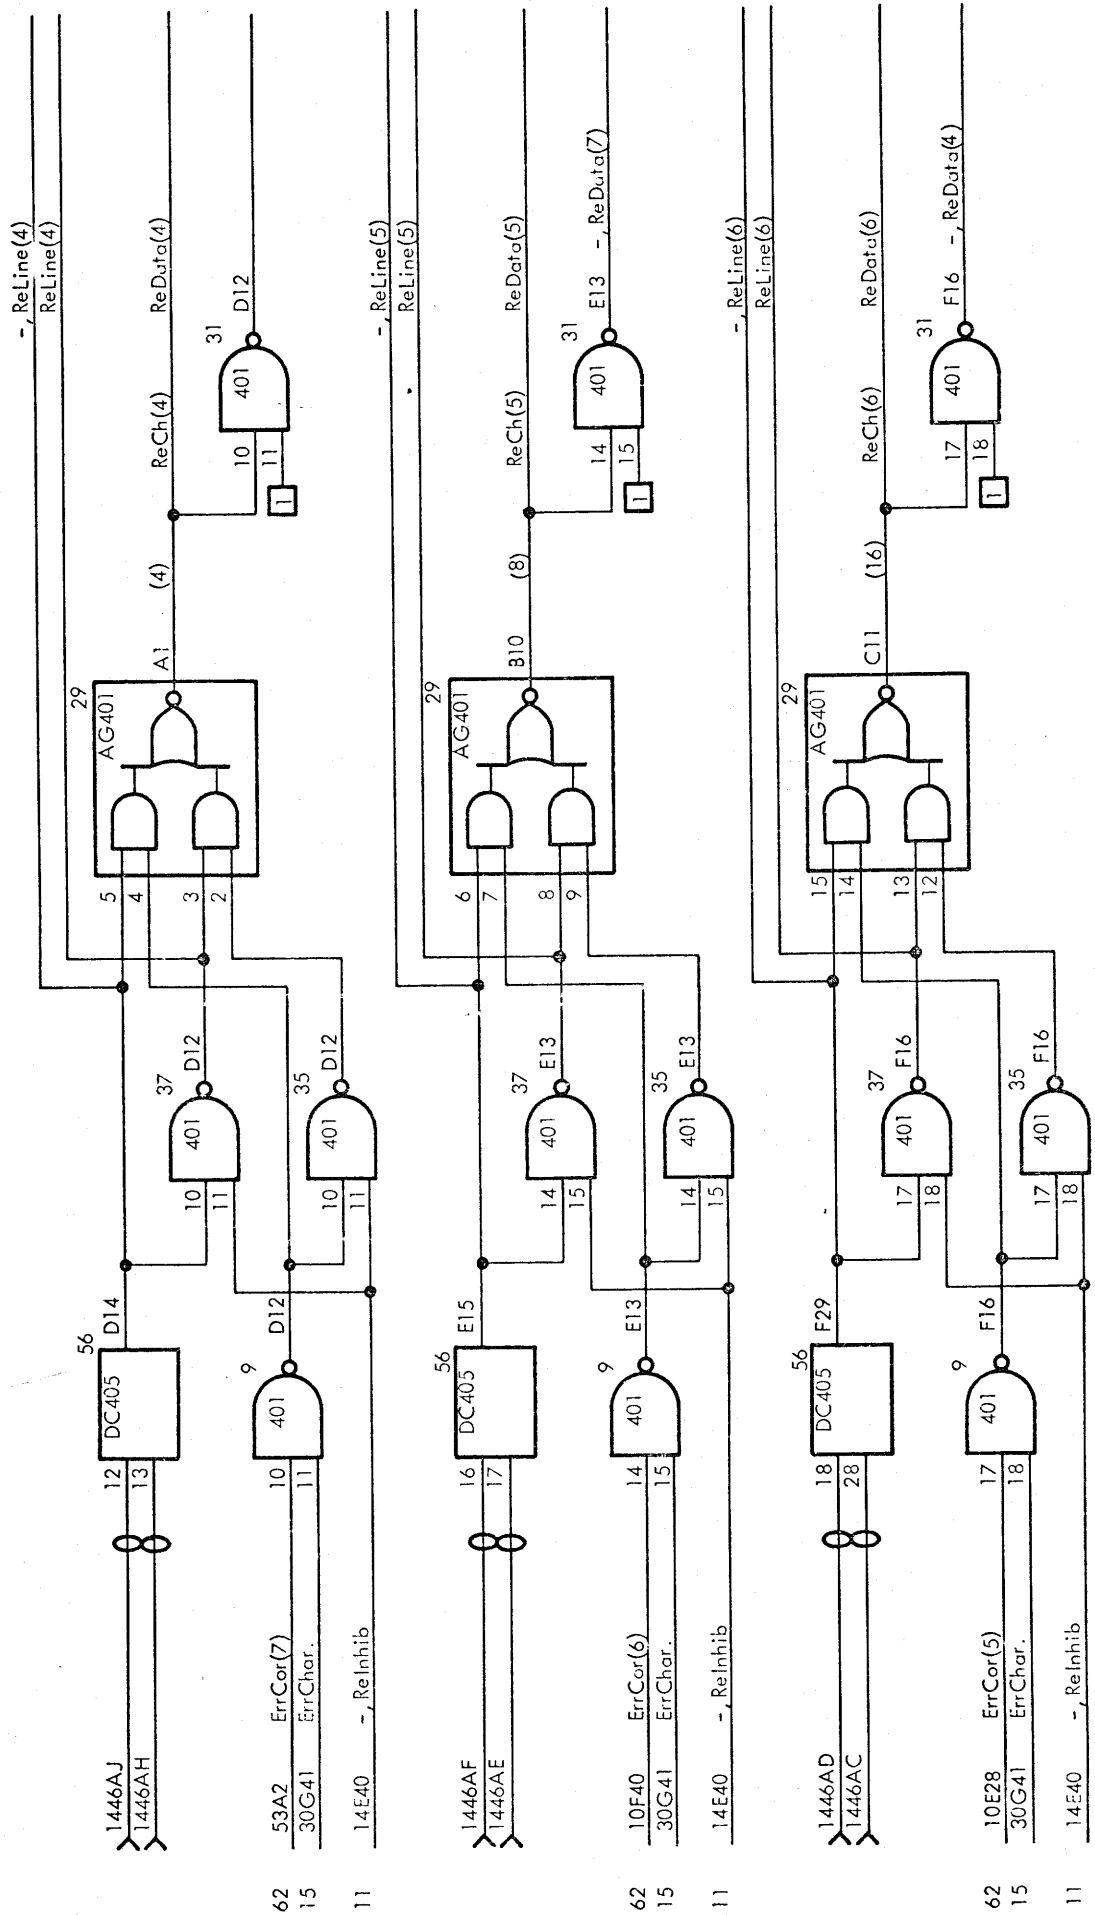 -,ReLine(4)
ReLine(4)
ReData(4)
ReCh(4)
(4)
A1
D12
31
401
10
11
1
29
AG401
5
4
3
2
D12
37
401
10
11
D12
35
401
10
11
D14
56
DC405
12
13
D12
9
401
10
11
1446AJ
1446AH
62 53A2 ErrCor(7)
15 30G41 ErrChar.
11 14E40 -,ReInhib
-,ReLine(5)
ReLine(5)
ReData(5)
ReCh(5)
(8)
B10
E13 -,ReData(7)
31
401
14
15
1
29
AG401
6
7
8
9
E13
37
401
14
15
E13
35
401
14
15
E15
56
DC405
16
17
E13
9
401
14
15
1446AF
1446AE
62 10F40 ErrCor(6)
15 30G41 ErrChar.
11 14E40 -,ReInhib
-,ReLine(6)
ReLine(6)
ReData(6)
ReCh(6)
(16)
C11
F16 -,ReData(4)
31
401
17
18
1
29
AG401
15
14
13
12
F16
37
401
17
18
F16
35
401
17
18
F29
56
DC405
18
28
F16
9
401
17
18
1446AD
1446AC
62 10E28 ErrCor(5)
15 30G41 ErrChar.
11 14E40 -,ReInhib